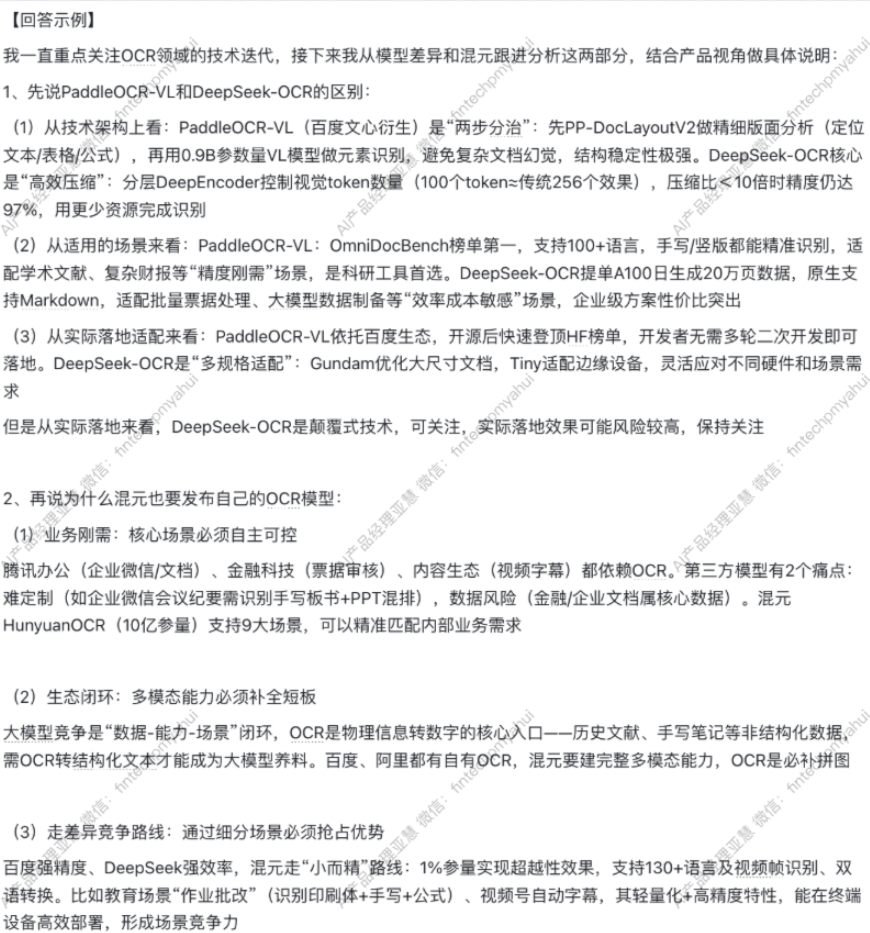 【回答示例】
我一直重点关注OCR领域的技术迭代，接下来我从模型差异和混元跟进分析这两部分，结合产品视角做具体说明：
1、先说PaddleOCR-VL和DeepSeek-OCR的区别：
（1）从技术架构上看：PaddleOCR-VL（百度文心衍生）是“两步分治”：先PP-DocLayoutV2做精细版面分析（定位
文本/表格/公式），再用0.9B参数量VL模型做元素识别，避免复杂文档幻觉，结构稳定性极强。DeepSeek-OCR核心
是“高效压缩”：分层DeepEncoder控制视觉token数量（100个token≈传统256个效果），压缩比＜10倍时精度仍达
97%，用更少资源完成识别
（2）从适用的场景来看：PaddleOCR-VL：OmniDocBench榜单第一，支持100+语言，手写/竖版都能精准识别，适
配学术文献、复杂财报等“精度刚需”场景，是科研工具首选。DeepSeek-OCR提单A100日生成20万页数据，原生支
持Markdown，适配批量票据处理、大模型数据制备等“效率成本敏感”场景，企业级方案性价比突出
（3）从实际落地适配来看：PaddleOCR-VL依托百度生态，开源后快速登顶HF榜单，开发者无需多轮二次开发即可
落地。DeepSeek-OCR是“多规格适配”：Gundam优化大尺寸文档，Tiny适配边缘设备，灵活应对不同硬件和场景需
求
但是从实际落地来看，DeepSeek-OCR是颠覆式技术，可关注，实际落地效果可能风险较高，保持关注
2、再说为什么混元也要发布自己的OCR模型：
（1）业务刚需：核心场景必须自主可控
腾讯办公（企业微信/文档）、金融科技（票据审核）、内容生态（视频字幕）都依赖OCR。第三方模型有2个痛点：
难定制（如企业微信会议纪要需识别手写板书+PPT混排），数据风险（金融/企业文档属核心数据）。混元
HunyuanOCR（10亿参量）支持9大场景，可以精准匹配内部业务需求
（2）生态闭环：多模态能力必须补全短板
大模型竞争是“数据-能力-场景”闭环，OCR是物理信息转数字的核心入口——历史文献、手写笔记等非结构化数据，
需OCR转结构化文本才能成为大模型养料。百度、阿里都有自有OCR，混元要建完整多模态能力，OCR是必补拼图
（3）走差异竞争路线：通过细分场景必须抢占优势
百度强精度、DeepSeek强效率，混元走“小而精”路线：1%参量实现超越性效果，支持130+语言及视频帧识别、双
语转换。比如教育场景“作业批改”（识别印刷体+手写+公式）、视频号自动字幕，其轻量化+高精度特性，能在终端
设备高效部署，形成场景竞争力
AI产品经理亚慧 微信：fintechpmyahui